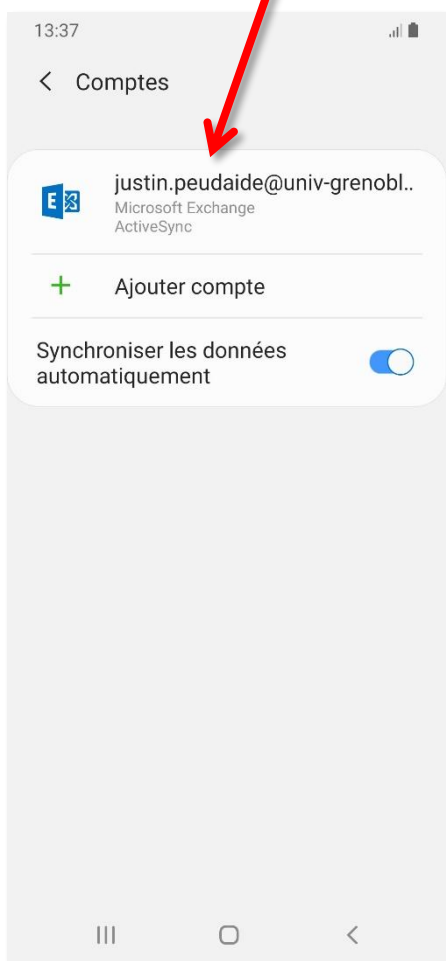 13:37
Comptes
justin.peudaide@univ-grenobl..
Microsoft Exchange
ActiveSync
Ajouter compte
Synchroniser les données
automatiquement